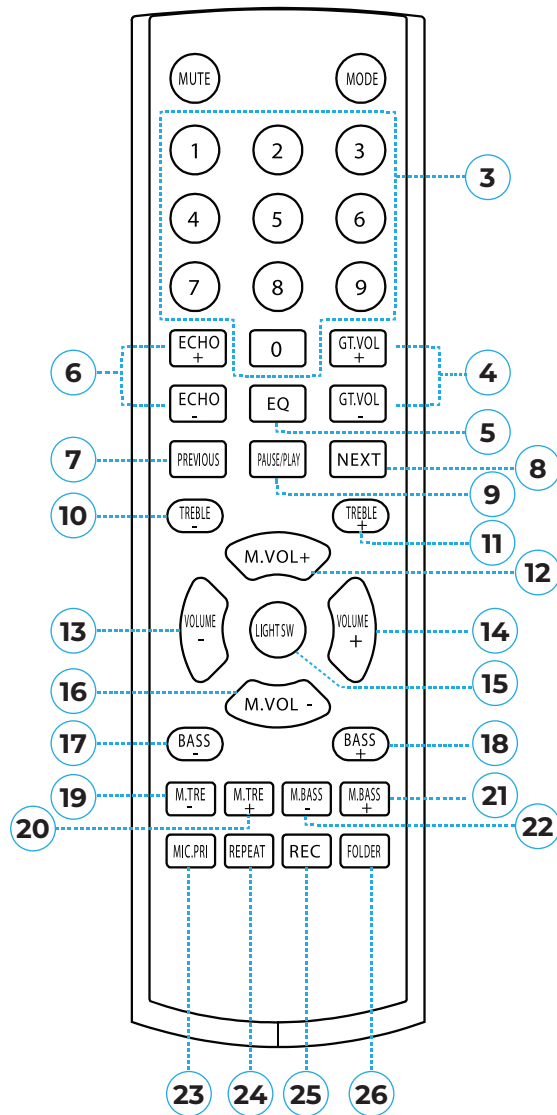 MUTE
MODE
1
2
3
3
4
5
6
7
8
9
ECHO
+
0
GT.VOL
+
6
4
ECHO
-
EQ
GT.VOL
-
5
7
PREVIOUS
PAUSE/PLAY
NEXT
8
9
10
TREBLE
-
TREBLE
+
11
M.VOL+
12
13
VOLUME
-
LIGHT SW
VOLUME
+
14
15
16
M.VOL -
17
BASS
-
BASS
+
18
19
M.TRE
-
M.TRE
+
M.BASS
-
M.BASS
+
21
20
22
MIC.PRI
REPEAT
REC
FOLDER
23
24
25
26